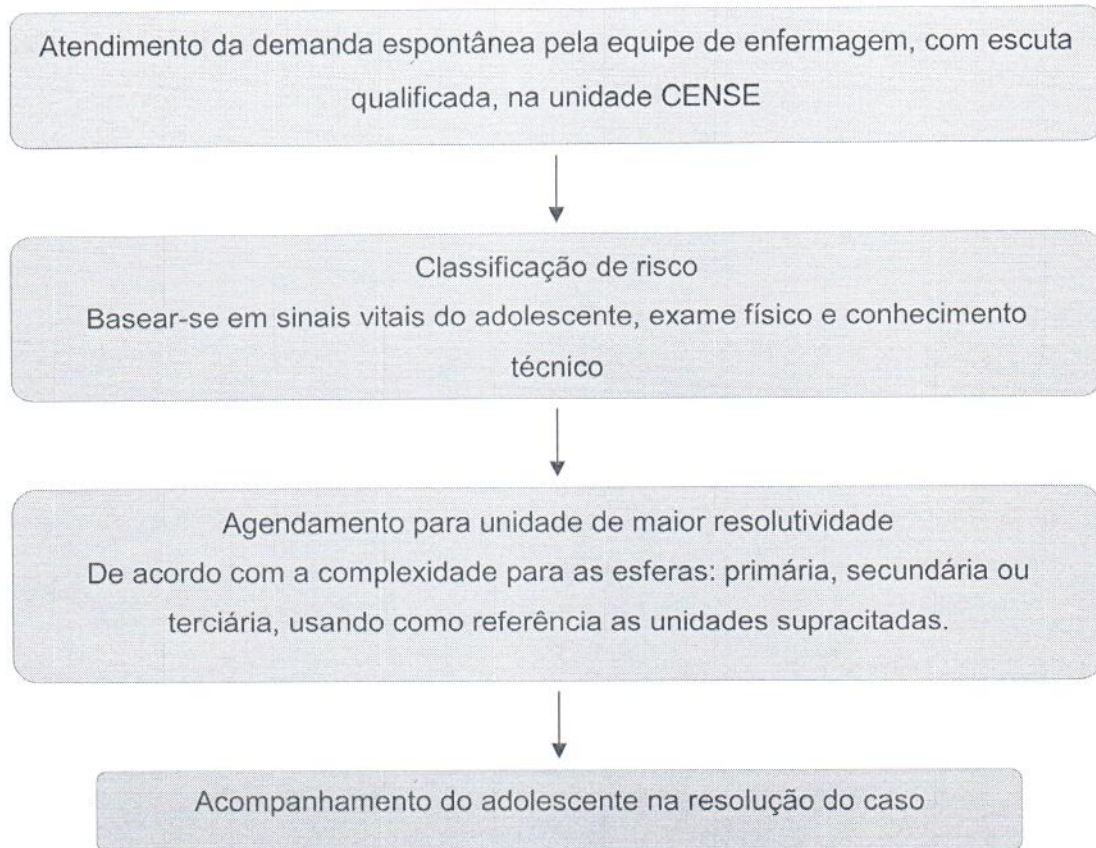 Atendimento da demanda espontânea pela equipe de enfermagem, com escuta
qualificada, na unidade CENSE
Classificação de risco
Basear-se em sinais vitais do adolescente, exame físico e conhecimento
técnico
Agendamento para unidade de maior resolutividade
De acordo com a complexidade para as esferas: primária, secundária ou
terciária, usando como referência as unidades supracitadas.
Acompanhamento do adolescente na resolução do caso